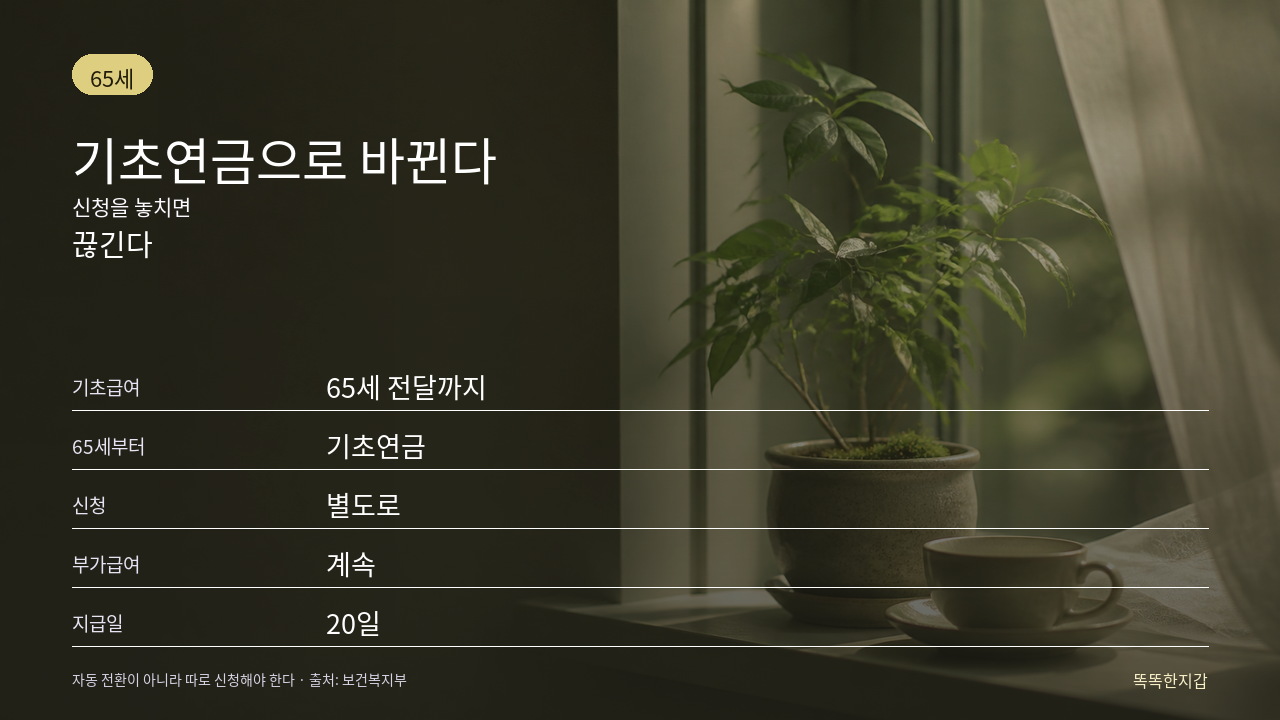 65세
기초연금으로 바뀐다
신청을 놓치면
끊긴다
기초급여 65세 전달까지
65세부터 기초연금
신청 별도로
부가급여 계속
지급일 20일
자동 전환이 아니라 따로 신청해야 한다 · 출처: 보건복지부
똑똑한지갑